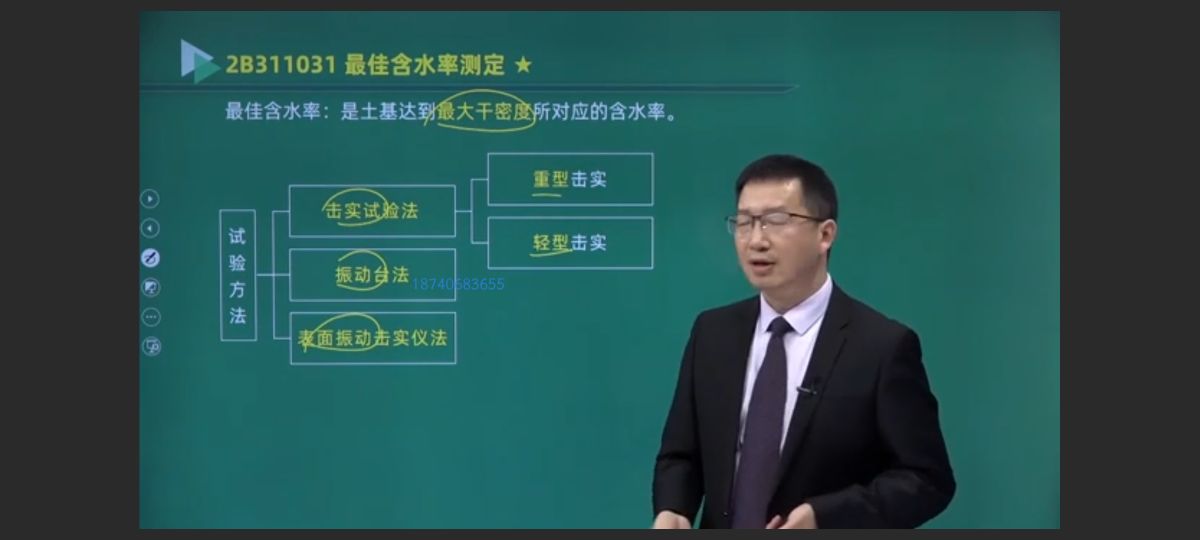 2B311031 最佳含水率测定 ★
最佳含水率：是土基达到最大干密度所对应的含水率。
试验方法
击实试验法
重型击实
轻型击实
振动台法
18740683655
表面振动击实仪法